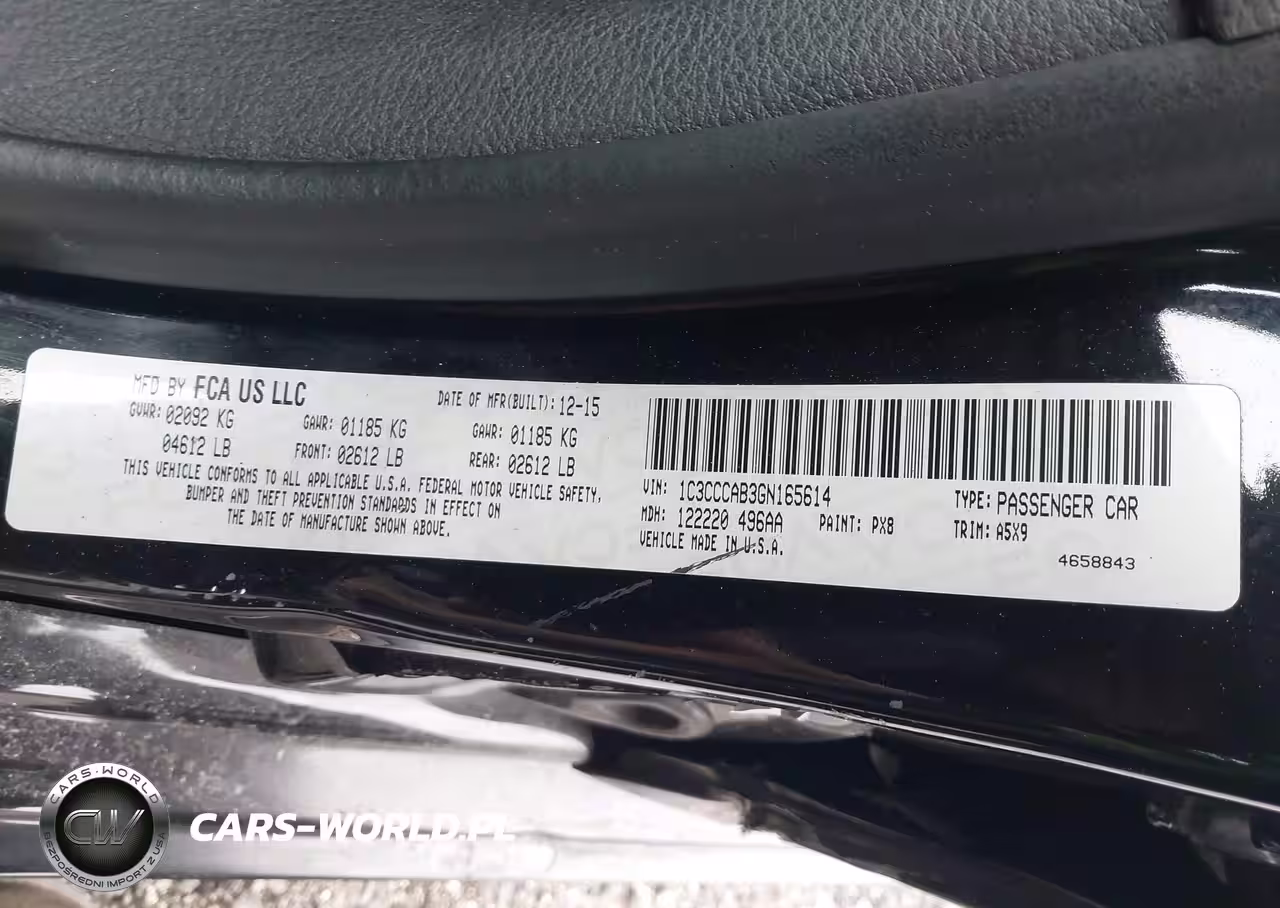 MFD BY FCA US LLC
DATE OF MFR(BUILT): 12-15
GVWR: 02092 KG
04612 LB
GAWR: 01185 KG
FRONT: 02612 LB
GAWR: 01185 KG
REAR: 02612 LB
THIS VEHICLE CONFORMS TO ALL APPLICABLE U.S.A. FEDERAL MOTOR VEHICLE SAFETY,
BUMPER AND THEFT PREVENTION STANDARDS IN EFFECT ON
THE DATE OF MANUFACTURE SHOWN ABOVE.
VIN: 1C3CCCAB3GN165614
TYPE: PASSENGER CAR
MDH: 122220 496AA
PAINT: PX8
TRIM: A5X9
VEHICLE MADE IN U.S.A.
4658843
CARS-WORLD
CW
BEZPOŚREDNI IMPORT Z USA
CARS-WORLD.PL